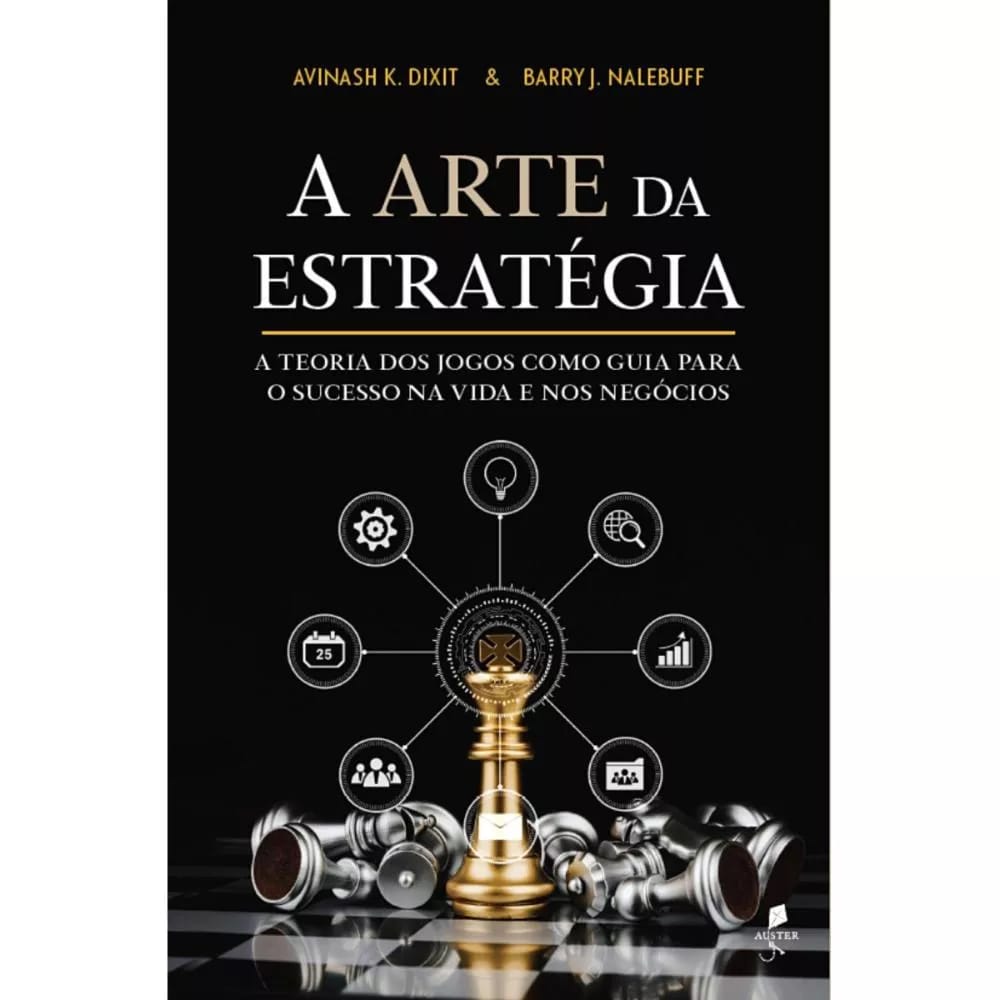 AVINASH K. DIXIT & BARRY J. NALEBUFF
A ARTE DA
ESTRATÉGIA
A TEORIA DOS JOGOS COMO GUIA PARA
O SUCESSO NA VIDA E NOS NEGÓCIOS
25
AUSTER